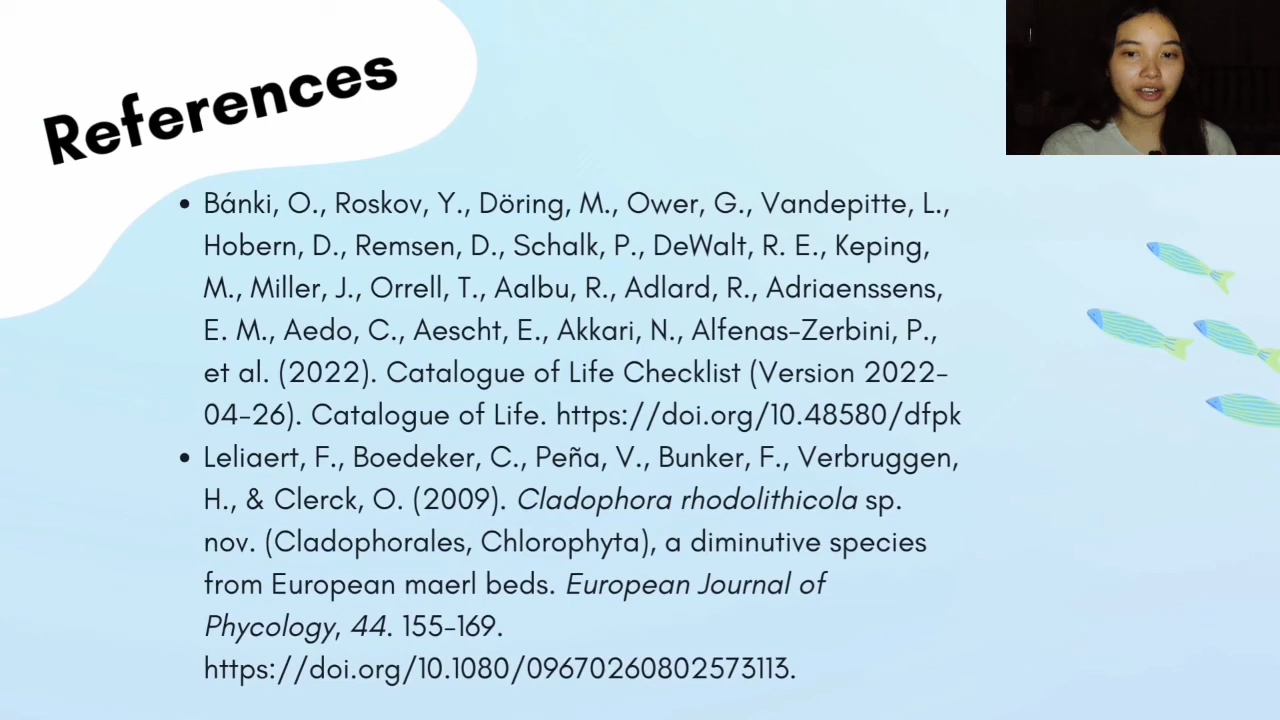 References
• Bánki, O., Roskov, Y., Döring, M., Ower, G., Vandepitte, L.,
Hobern, D., Remsen, D., Schalk, P., DeWalt, R. E., Keping,
M., Miller, J., Orrell, T., Aalbu, R., Adlard, R., Adriaenssens,
E. M., Aedo, C., Aescht, E., Akkari, N., Alfenas-Zerbini, P.,
et al. (2022). Catalogue of Life Checklist (Version 2022-
04-26). Catalogue of Life. https://doi.org/10.48580/dfpk
• Leliaert, F., Boedeker, C., Peña, V., Bunker, F., Verbruggen,
H., & Clerck, O. (2009). Cladophora rhodolithicola sp.
nov. (Cladophorales, Chlorophyta), a diminutive species
from European maerl beds. European Journal of
Phycology, 44. 155-169.
https://doi.org/10.1080/09670260802573113.